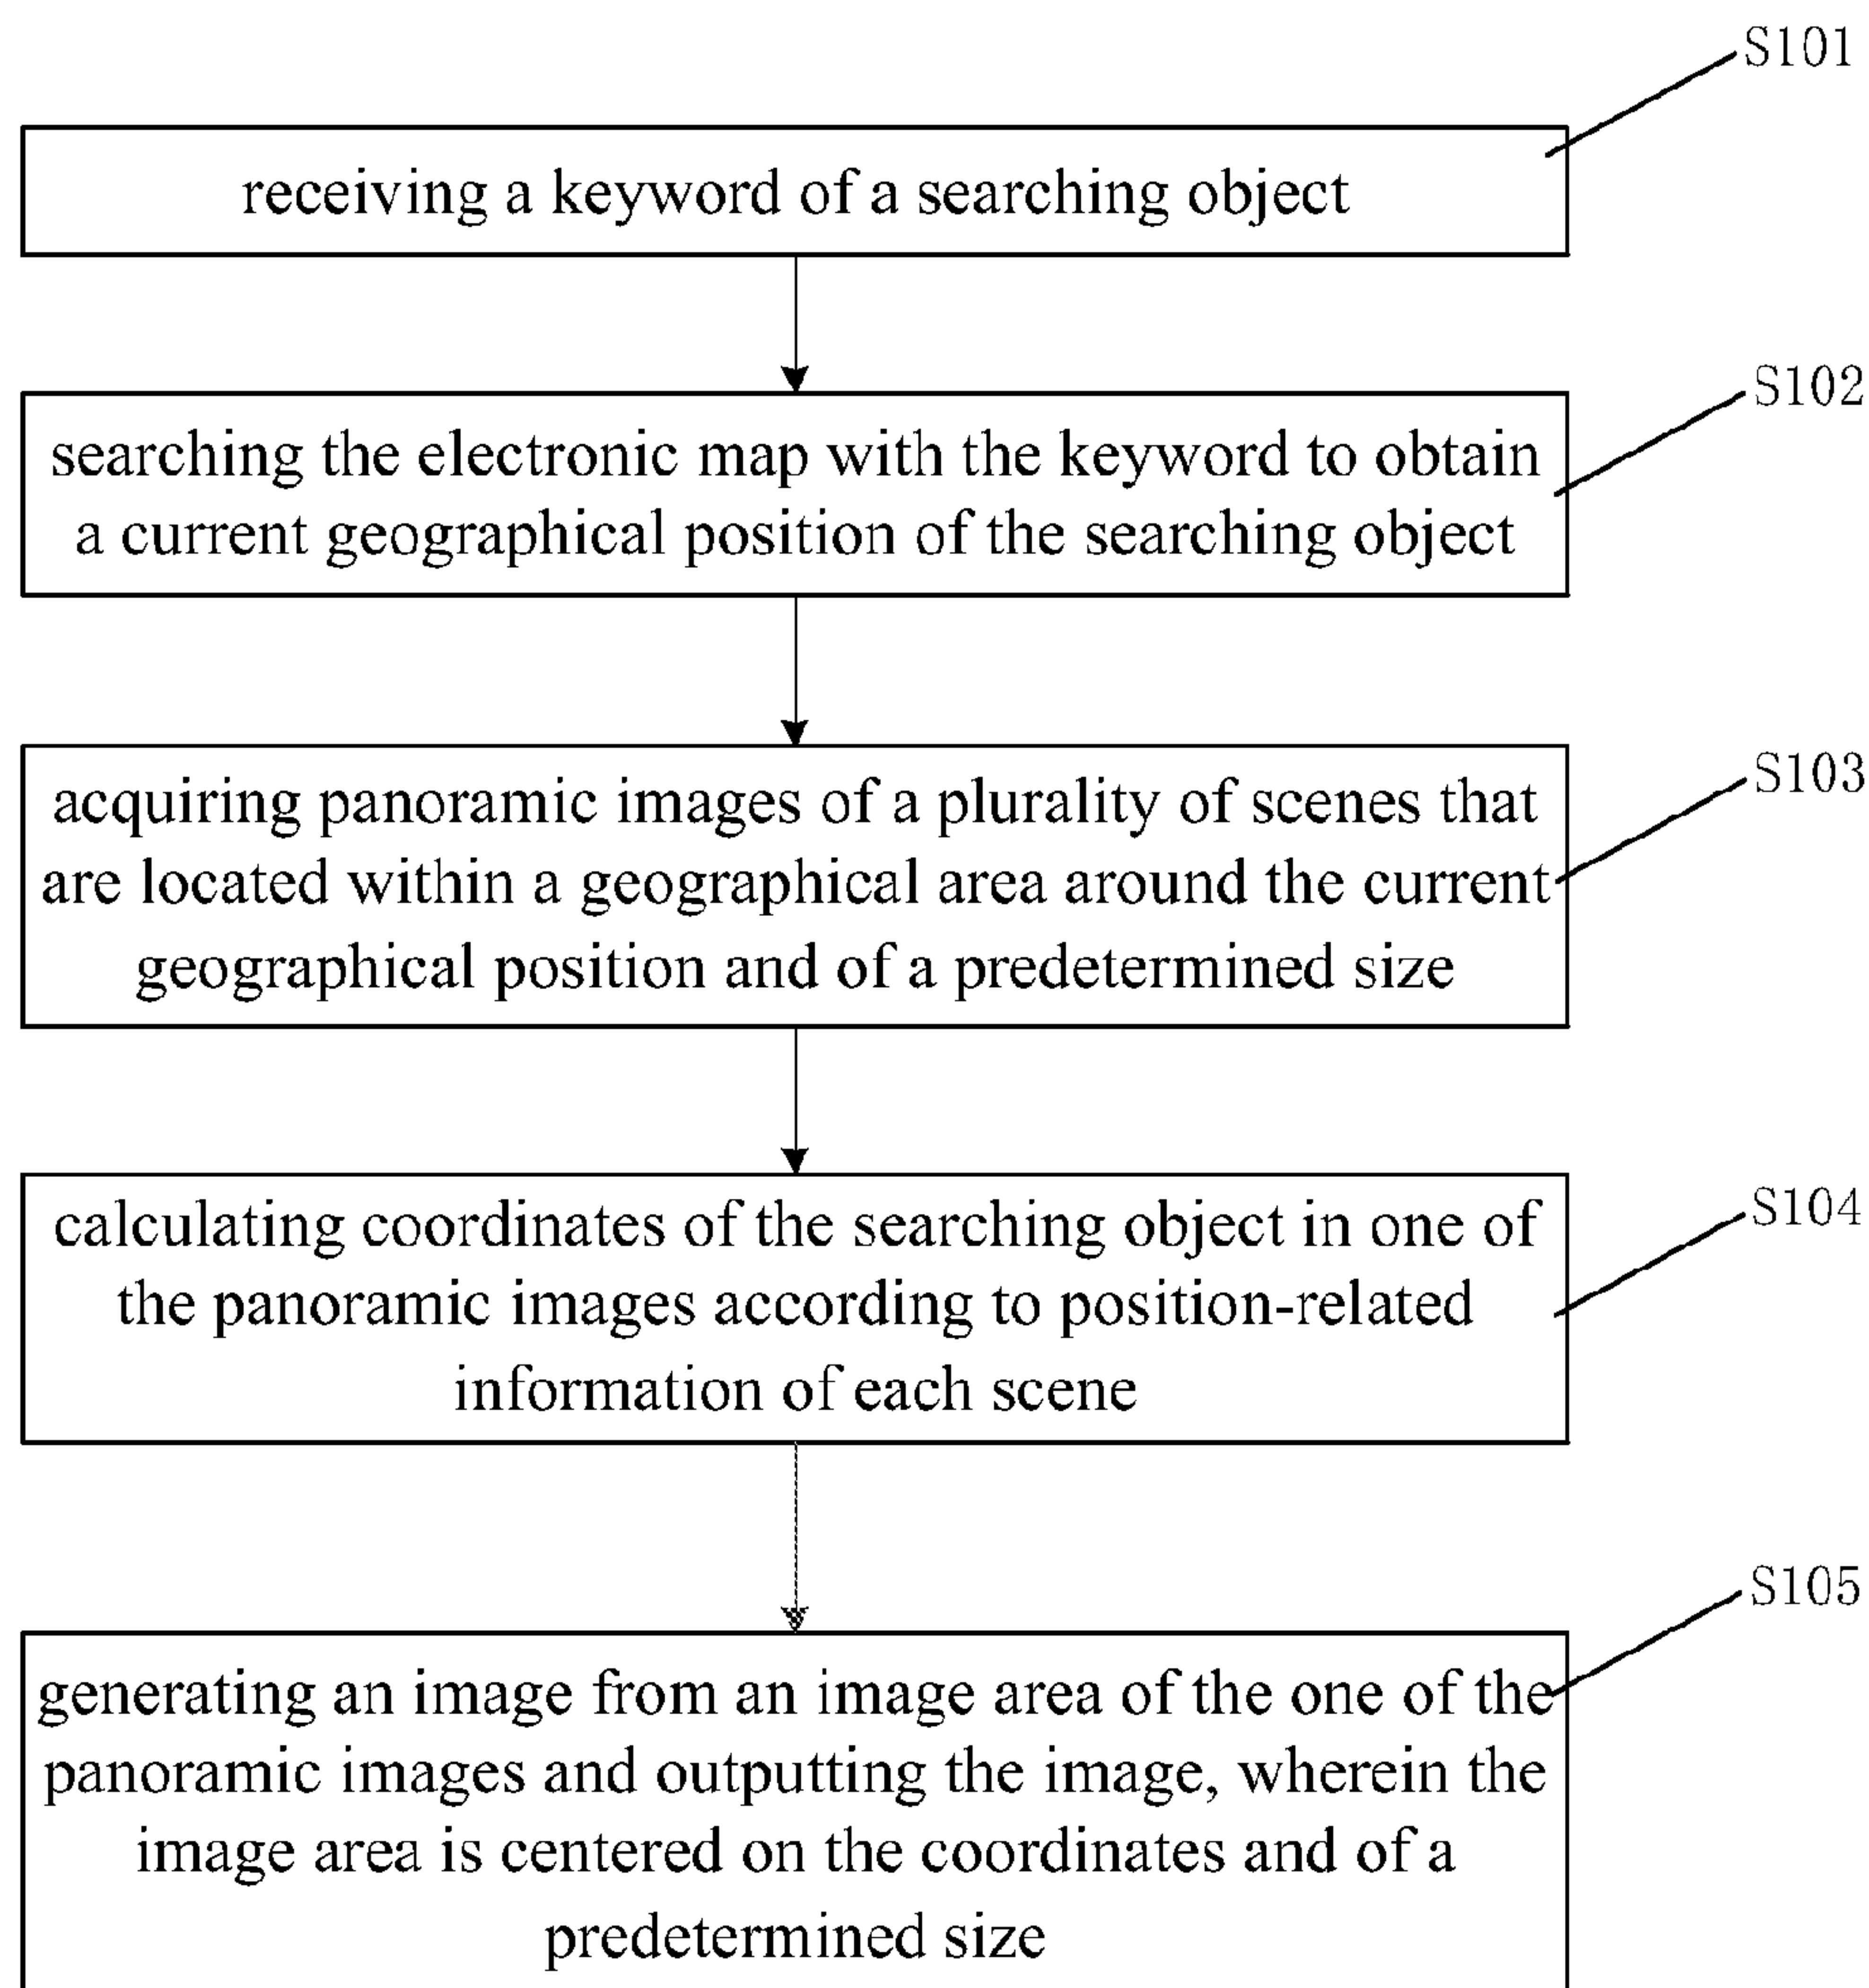 S101
receiving a keyword of a searching object
S102
searching the electronic map with the keyword to obtain
a current geographical position of the searching object
S103
acquiring panoramic images of a plurality of scenes that
are located within a geographical area around the current
geographical position and of a predetermined size
S104
calculating coordinates of the searching object in one of
the panoramic images according to position-related
information of each scene
S105
generating an image from an image area of the one of the
panoramic images and outputting the image, wherein the
image area is centered on the coordinates and of a
predetermined size